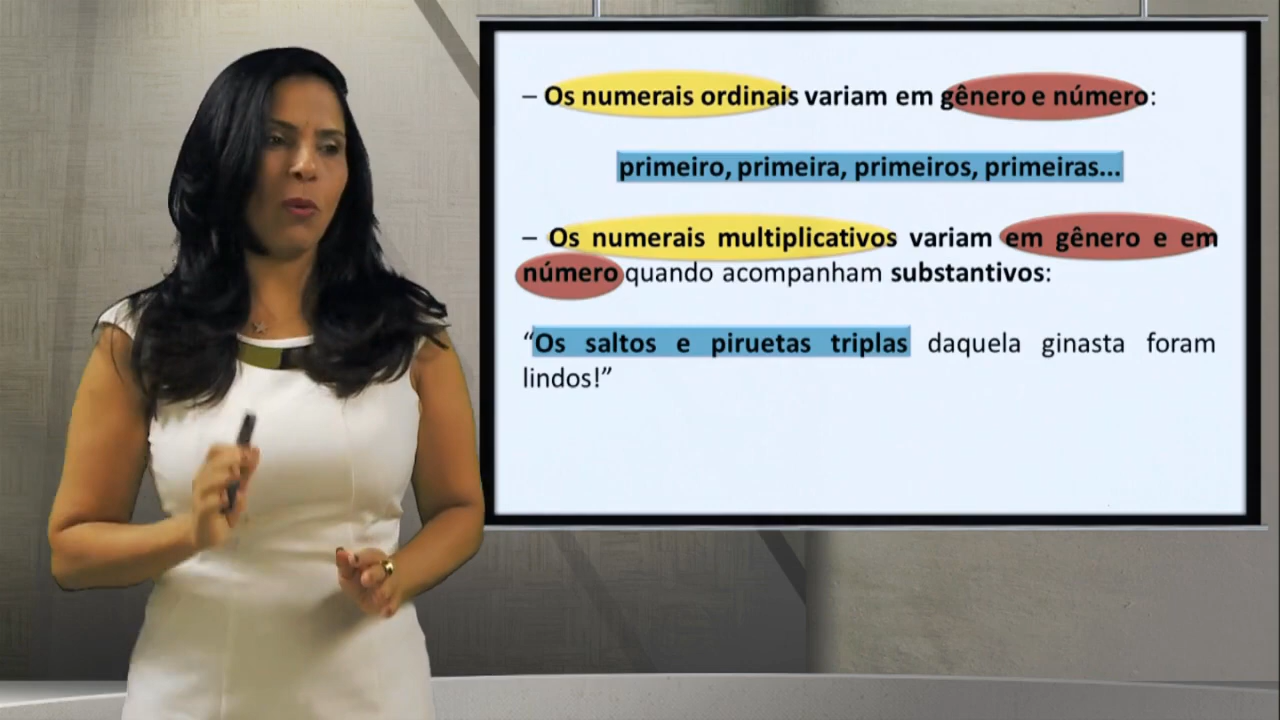 – Os numerais ordinais variam em gênero e número:
primeiro, primeira, primeiros, primeiras...
– Os numerais multiplicativos variam em gênero e em
número quando acompanham substantivos:
“Os saltos e piruetas triplas daquela ginasta foram
lindos!”